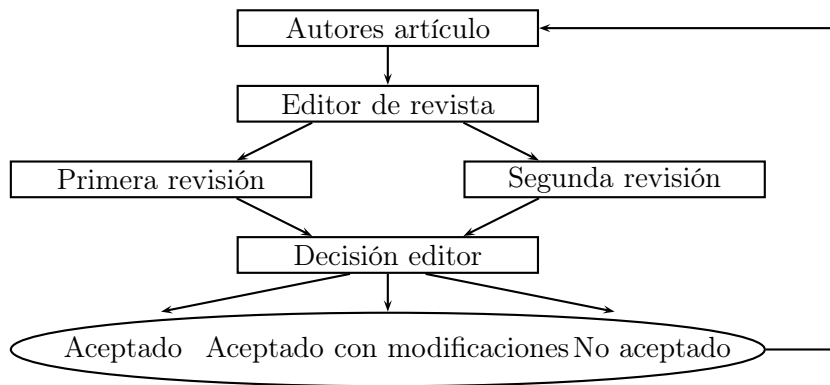 Autores artículo
Editor de revista
Primera revisión
Segunda revisión
Decisión editor
Aceptado
Aceptado con modificaciones
No aceptado